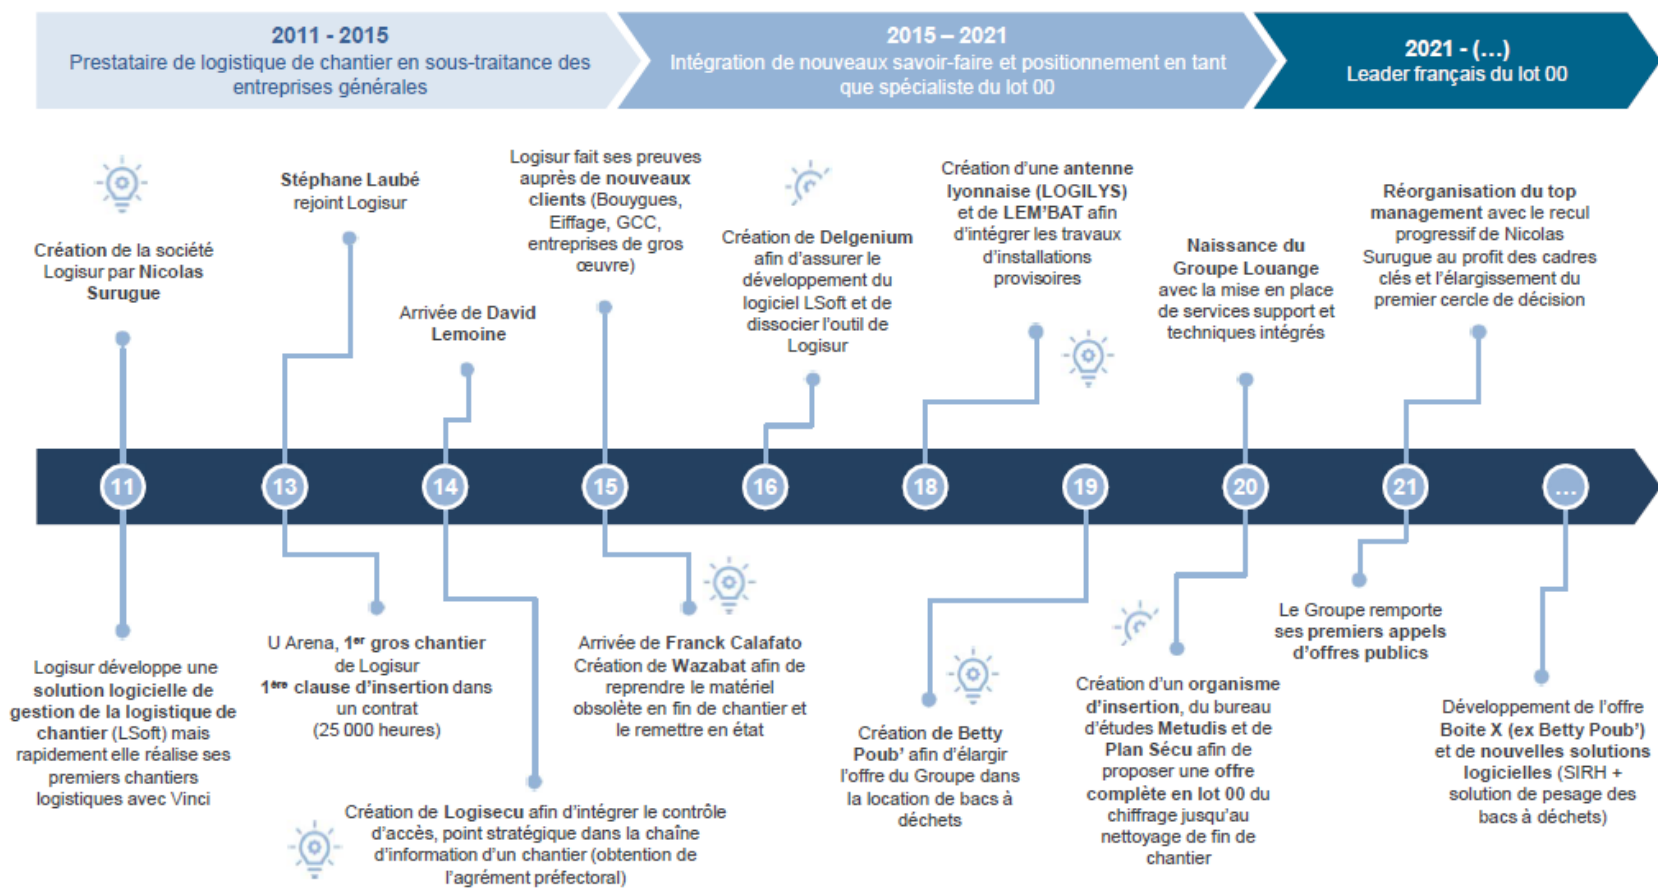 2011 - 2015
Prestataire de logistique de chantier en sous-traitance des
entreprises générales
2015 – 2021
Intégration de nouveaux savoir-faire et positionnement en tant
que spécialiste du lot 00
2021 - (…)
Leader français du lot 00
Création de la société
Logisur par Nicolas
Surugue
Stéphane Laubé
rejoint Logisur
Arrivée de David
Lemoine
Logisur fait ses preuves
auprès de nouveaux
clients (Bouygues,
Eiffage, GCC,
entreprises de gros
œuvre)
Création de Delgenium
afin d’assurer le
développement du
logiciel LSoft et de
dissocier l’outil de
Logisur
Création d’une antenne
lyonnaise (LOGILYS)
et de LEM’BAT afin
d’intégrer les travaux
d’installations
provisoires
Naissance du
Groupe Louange
avec la mise en place
de services support et
techniques intégrés
Réorganisation du top
management avec le recul
progressif de Nicolas
Surugue au profit des cadres
clés et l’élargissement du
premier cercle de décision
11
13
14
15
16
18
19
20
21
…
Logisur développe une
solution logicielle de
gestion de la logistique de
chantier (LSoft) mais
rapidement elle réalise ses
premiers chantiers
logistiques avec Vinci
U Arena, 1er gros chantier
de Logisur
1ère clause d’insertion dans
un contrat
(25 000 heures)
Création de Logisecu afin d’intégrer le contrôle
d’accès, point stratégique dans la chaîne
d’information d’un chantier (obtention de
l’agrément préfectoral)
Arrivée de Franck Calafato
Création de Wazabat afin de
reprendre le matériel
obsolète en fin de chantier et
le remettre en état
Création de Betty
Poub’ afin d’élargir
l’offre du Groupe dans
la location de bacs à
déchets
Création d’un organisme
d’insertion, du bureau
d’études Metudis et de
Plan Sécu afin de
proposer une offre
complète en lot 00 du
chiffrage jusqu’au
nettoyage de fin de
chantier
Le Groupe remporte
ses premiers appels
d’offres publics
Développement de l’offre
Boite X (ex Betty Poub’)
et de nouvelles solutions
logicielles (SIRH +
solution de pesage des
bacs à déchets)